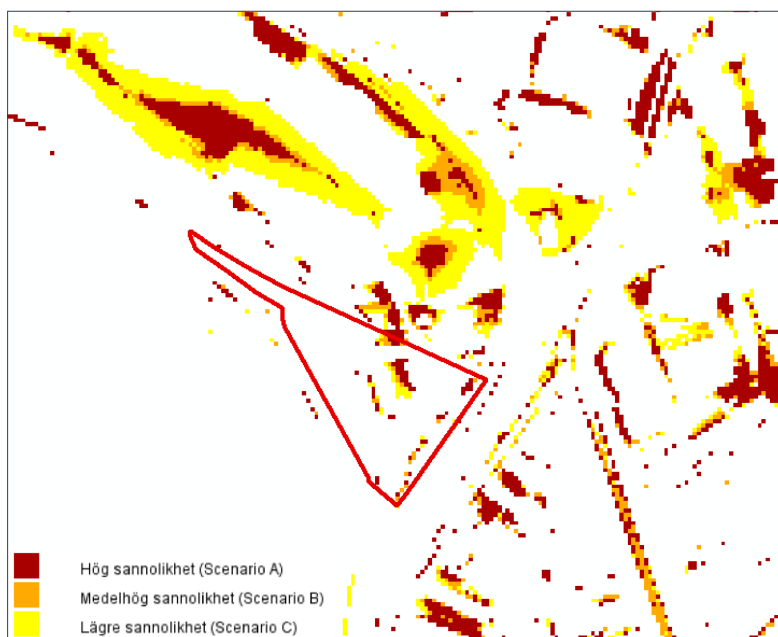 Hög sannolikhet (Scenario A)
Medelhög sannolikhet (Scenario B)
Lägre sannolikhet (Scenario C)